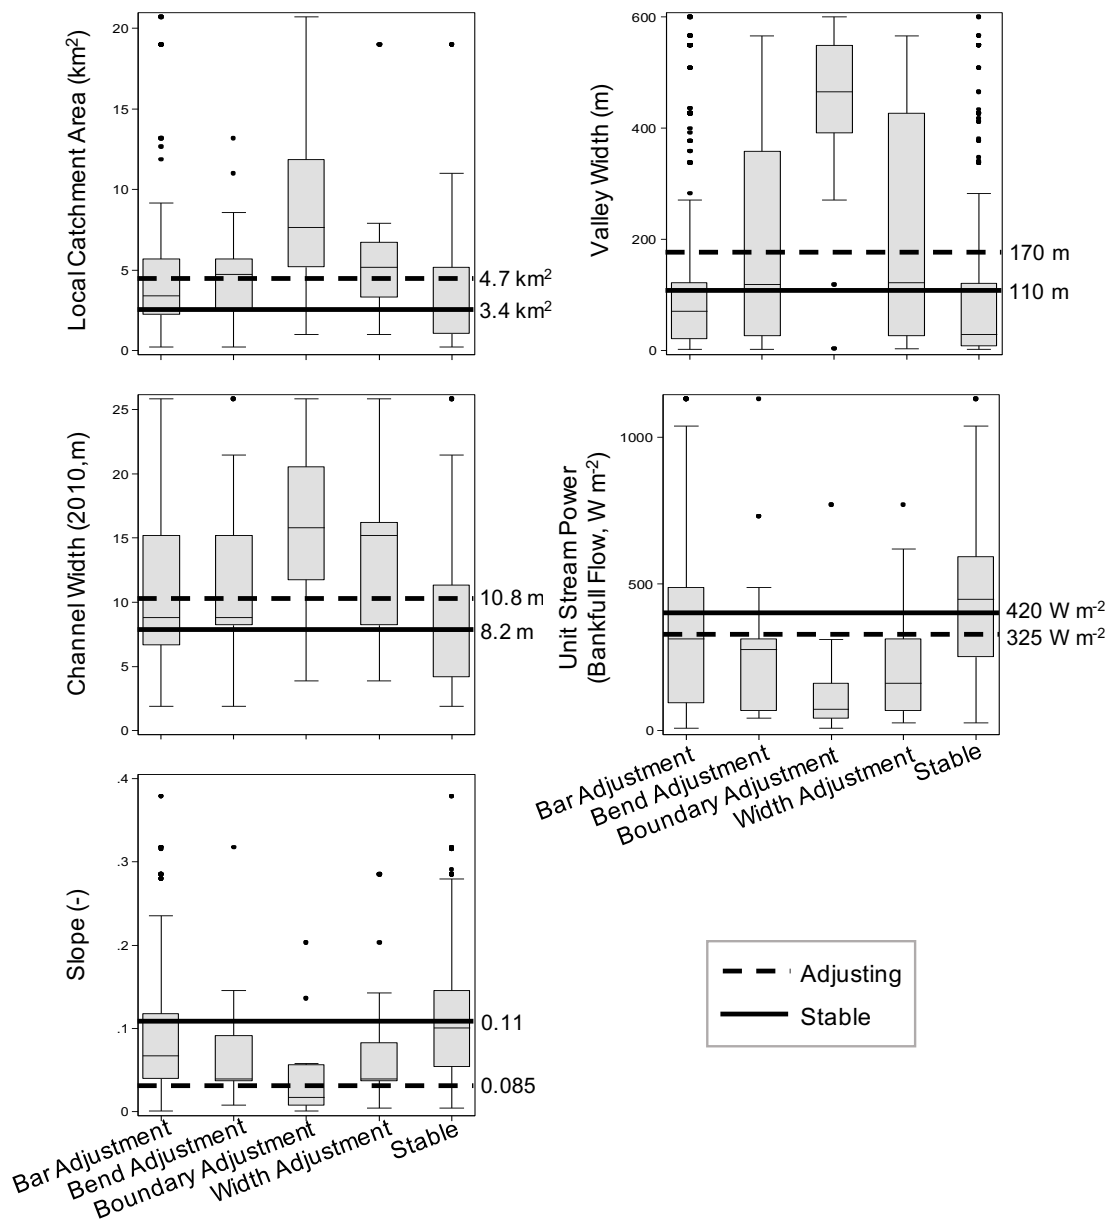 Local Catchment Area (km²)
20
15
10
5
0
4.7 km²
3.4 km²
Valley Width (m)
600
400
200
0
170 m
110 m
Channel Width (2010,m)
25
20
15
10
5
0
10.8 m
8.2 m
Unit Stream Power
(Bankfull Flow, W m⁻²)
1000
500
0
420 W m⁻²
325 W m⁻²
Bar Adjustment
Bend Adjustment
Boundary Adjustment
Width Adjustment
Stable
Slope (-)
.4
.3
.2
.1
0
0.11
0.085
Bar Adjustment
Bend Adjustment
Boundary Adjustment
Width Adjustment
Stable
Adjusting
Stable